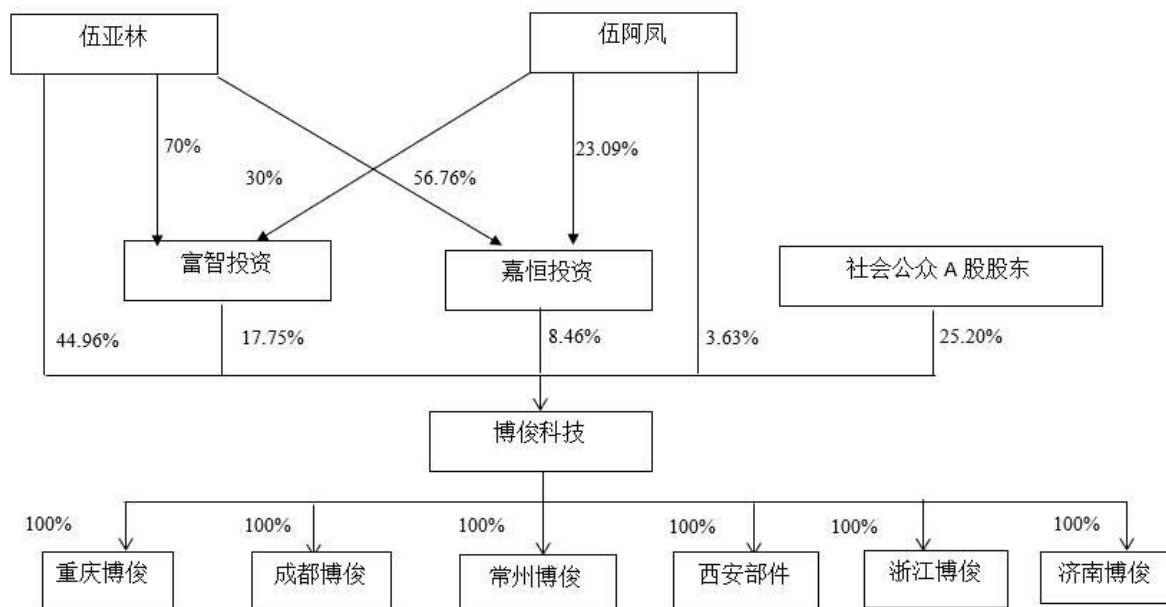 伍亚林
伍阿凤
70%
30%
56.76%
23.09%
富智投资
嘉恒投资
社会公众 A 股股东
44.96%
17.75%
8.46%
3.63%
25.20%
博俊科技
100%
100%
100%
100%
100%
100%
重庆博俊
成都博俊
常州博俊
西安部件
浙江博俊
济南博俊